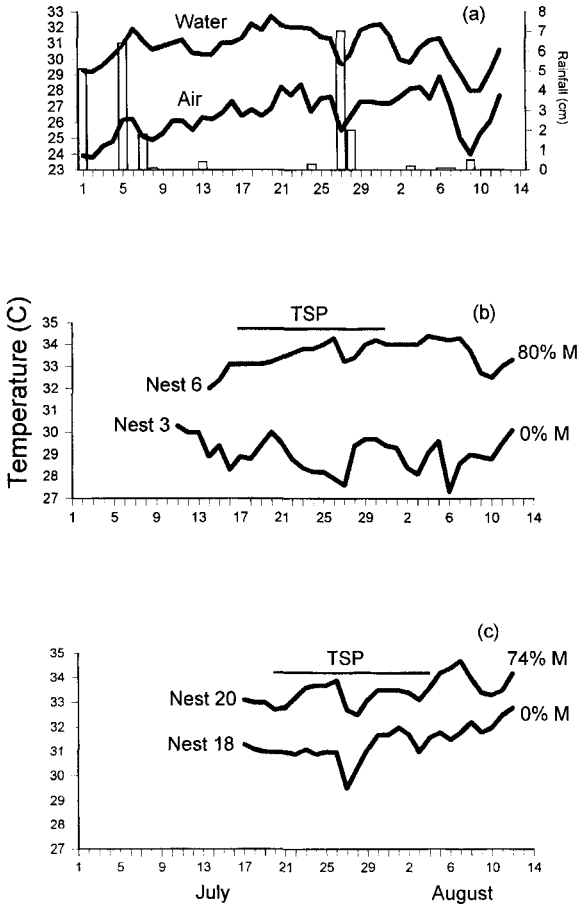 (a)
33
32
31
30
29
28
27
26
25
24
23
Water
Air
8
7
6
5
4
3
2
1
0
Rainfall (cm)
1 5 9 13 17 21 25 29 2 6 10 14
Temperature (C)
(b)
TSP
35
34
33
32
31
30
29
28
27
Nest 6
80% M
Nest 3
0% M
1 5 9 13 17 21 25 29 2 6 10 14
(c)
TSP
35
34
33
32
31
30
29
28
27
Nest 20
74% M
Nest 18
0% M
1 5 9 13 17 21 25 29 2 6 10 14
July August